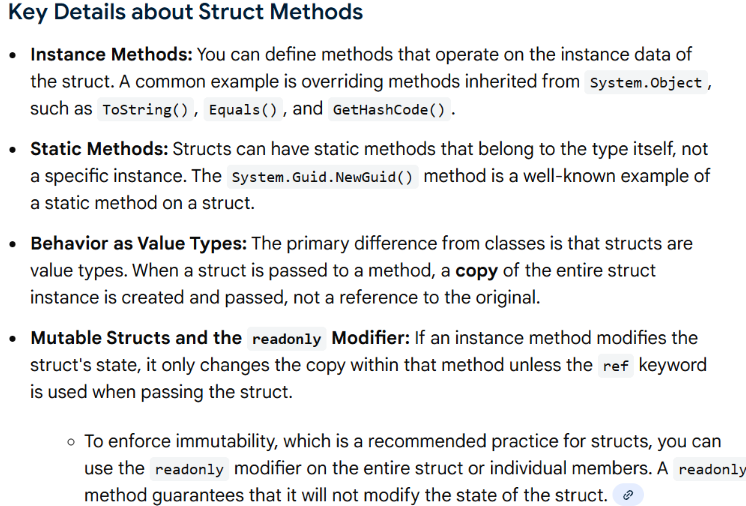 Key Details about Struct Methods
• Instance Methods: You can define methods that operate on the instance data of
the struct. A common example is overriding methods inherited from System.Object,
such as ToString(), Equals(), and GetHashCode().
• Static Methods: Structs can have static methods that belong to the type itself, not
a specific instance. The System.Guid.NewGuid() method is a well-known example of
a static method on a struct.
• Behavior as Value Types: The primary difference from classes is that structs are
value types. When a struct is passed to a method, a copy of the entire struct
instance is created and passed, not a reference to the original.
• Mutable Structs and the readonly Modifier: If an instance method modifies the
struct's state, it only changes the copy within that method unless the ref keyword
is used when passing the struct.
○ To enforce immutability, which is a recommended practice for structs, you can
use the readonly modifier on the entire struct or individual members. A readonly
method guarantees that it will not modify the state of the struct.